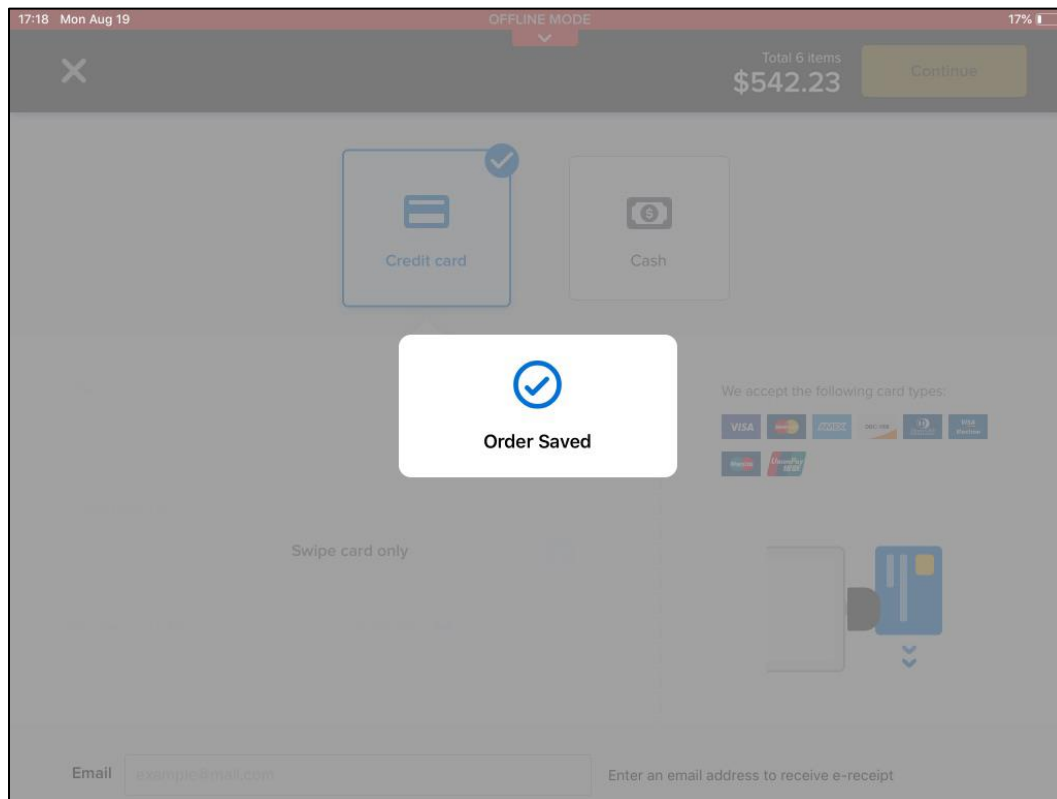 17:18 Mon Aug 19
OFFLINE MODE
17%
Total 6 items
$542.23
Continue
Credit card
Cash
Order Saved
We accept the following card types:
VISA
VISA
Swipe card only
Email
example@mail.com
Enter an email address to receive e-receipt